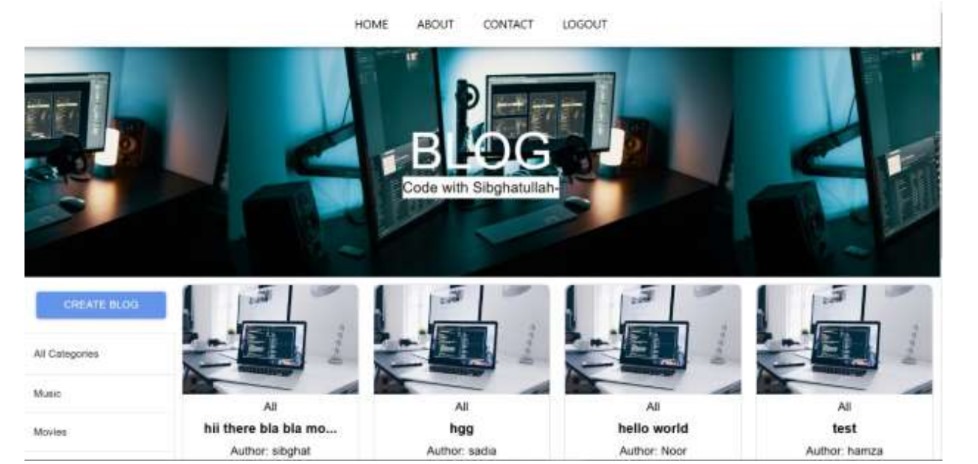 HOME ABOUT CONTACT LOGOUT
BLOG
Code with Sibghatullah-
CREATE BLOG
All Categories
Music
Movies
All
hii there bla bla mo...
Author: sibghat
All
hgg
Author: sadia
All
hello world
Author: Noor
All
test
Author: hamza